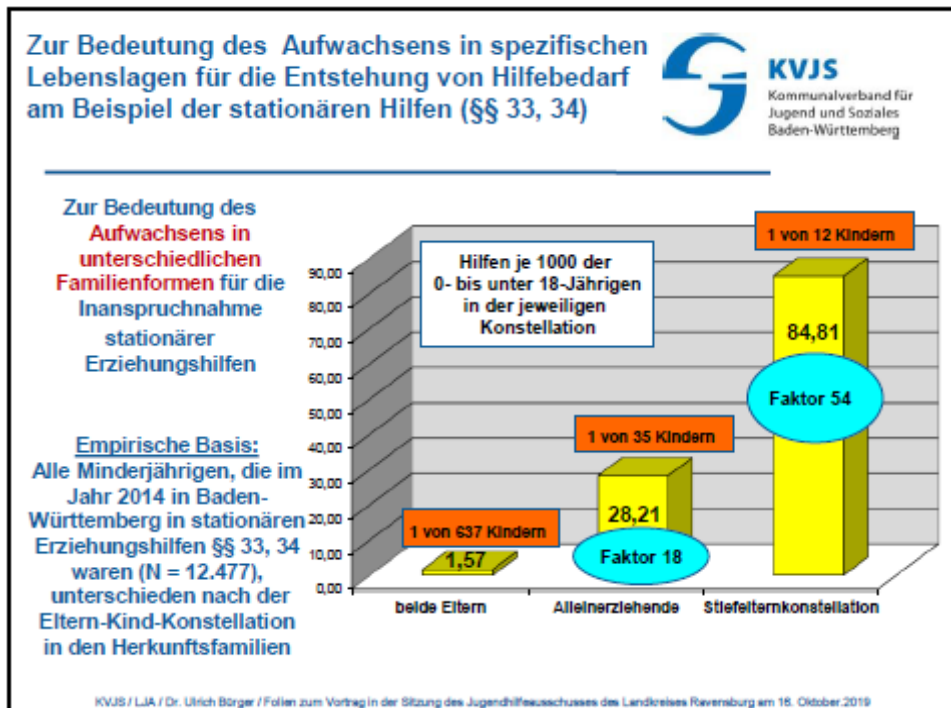 Zur Bedeutung des Aufwachsens in spezifischen
Lebenslagen für die Entstehung von Hilfebedarf
am Beispiel der stationären Hilfen (§§ 33, 34)
KVJS
Kommunalverband für
Jugend und Soziales
Baden-Württemberg
Zur Bedeutung des
Aufwachsens in
unterschiedlichen
Familienformen für die
Inanspruchnahme
stationärer
Erziehungshilfen
Empirische Basis:
Alle Minderjährigen, die im
Jahr 2014 in Baden-
Württemberg in stationären
Erziehungshilfen §§ 33, 34
waren (N = 12.477),
unterschieden nach der
Eltern-Kind-Konstellation
in den Herkunftsfamilien
Hilfen je 1000 der
0- bis unter 18-Jährigen
in der jeweiligen
Konstellation
90,00
80,00
70,00
60,00
50,00
40,00
30,00
20,00
10,00
0,00
1 von 637 Kindern
1,57
1 von 35 Kindern
28,21
Faktor 18
1 von 12 Kindern
84,81
Faktor 54
beide Eltern
Alleinerziehende
Stiefelternkonstellation
KVJS / LJA / Dr. Ulrich Bürger / Folien zum Vortrag in der Sitzung des Jugendhilfeausschusses des Landkreises Ravensburg am 16. Oktober 2019